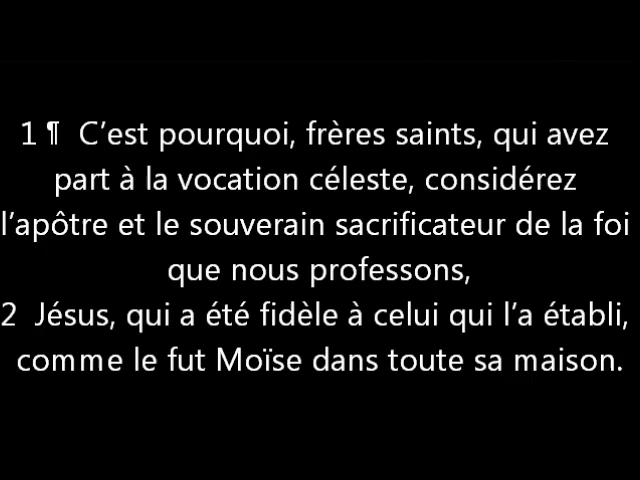 1 ¶  C’est pourquoi, frères saints, qui avez
part à la vocation céleste, considérez
l’apôtre et le souverain sacrificateur de la foi
que nous professons,
2  Jésus, qui a été fidèle à celui qui l’a établi,
comme le fut Moïse dans toute sa maison.